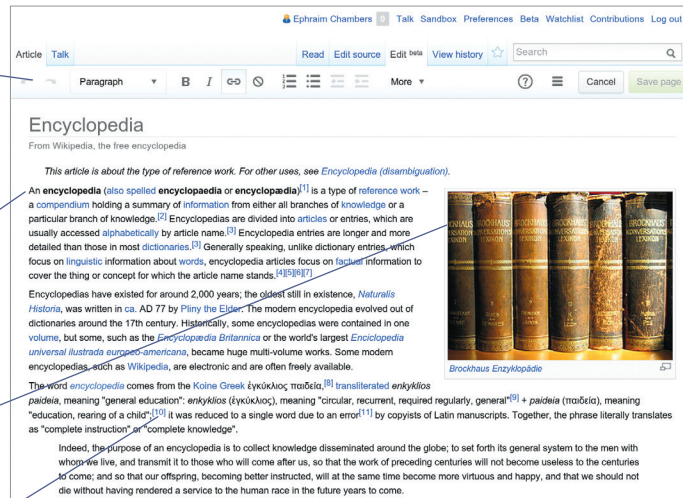 Ephraim Chambers 0 Talk Sandbox Preferences Beta Watchlist Contributions Log out
Article Talk Read Edit source Edit beta View history Search
Paragraph B I More ? Cancel Save page
Encyclopedia
From Wikipedia, the free encyclopedia
This article is about the type of reference work. For other uses, see Encyclopedia (disambiguation).
An encyclopedia (also spelled encyclopaedia or encyclopædia)[1] is a type of reference work –
a compendium holding a summary of information from either all branches of knowledge or a
particular branch of knowledge.[2] Encyclopedias are divided into articles or entries, which are
usually accessed alphabetically by article name.[3] Encyclopedia entries are longer and more
detailed than those in most dictionaries.[3] Generally speaking, unlike dictionary entries, which
focus on linguistic information about words, encyclopedia articles focus on factual information to
cover the thing or concept for which the article name stands.[4][5][6][7]
Encyclopedias have existed for around 2,000 years; the oldest still in existence, Naturalis
Historia, was written in ca. AD 77 by Pliny the Elder. The modern encyclopedia evolved out of
dictionaries around the 17th century. Historically, some encyclopedias were contained in one
volume, but some, such as the Encyclopædia Britannica or the world's largest Enciclopedia
universal ilustrada europeo-americana, became huge multi-volume works. Some modern
encyclopedias, such as Wikipedia, are electronic and are often freely available.
Brockhaus Enzyklopädie
The word encyclopedia comes from the Koine Greek ἐγκύκλιος παιδεία,[8] transliterated enkyklios
paideia, meaning "general education": enkyklios (ἐγκύκλιος), meaning "circular, recurrent, required regularly, general"[9] + paideia (παιδεία), meaning
"education, rearing of a child";[10] it was reduced to a single word due to an error[11] by copyists of Latin manuscripts. Together, the phrase literally translates
as "complete instruction" or "complete knowledge".
Indeed, the purpose of an encyclopedia is to collect knowledge disseminated around the globe; to set forth its general system to the men with
whom we live, and transmit it to those who will come after us, so that the work of preceding centuries will not become useless to the centuries
to come; and so that our offspring, becoming better instructed, will at the same time become more virtuous and happy, and that we should not
die without having rendered a service to the human race in the future years to come.